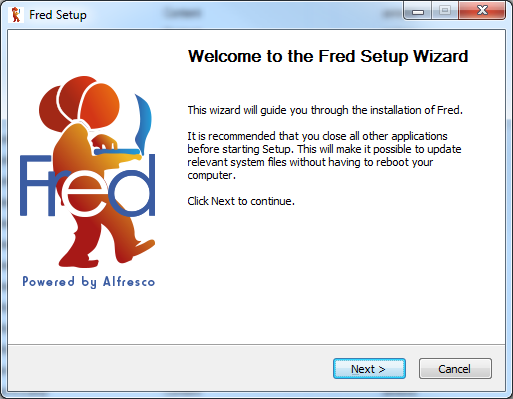 Fred Setup
Welcome to the Fred Setup Wizard
This wizard will guide you through the installation of Fred.
It is recommended that you close all other applications
before starting Setup. This will make it possible to update
relevant system files without having to reboot your
computer.
Click Next to continue.
Fred
Powered by Alfresco
Next >
Cancel